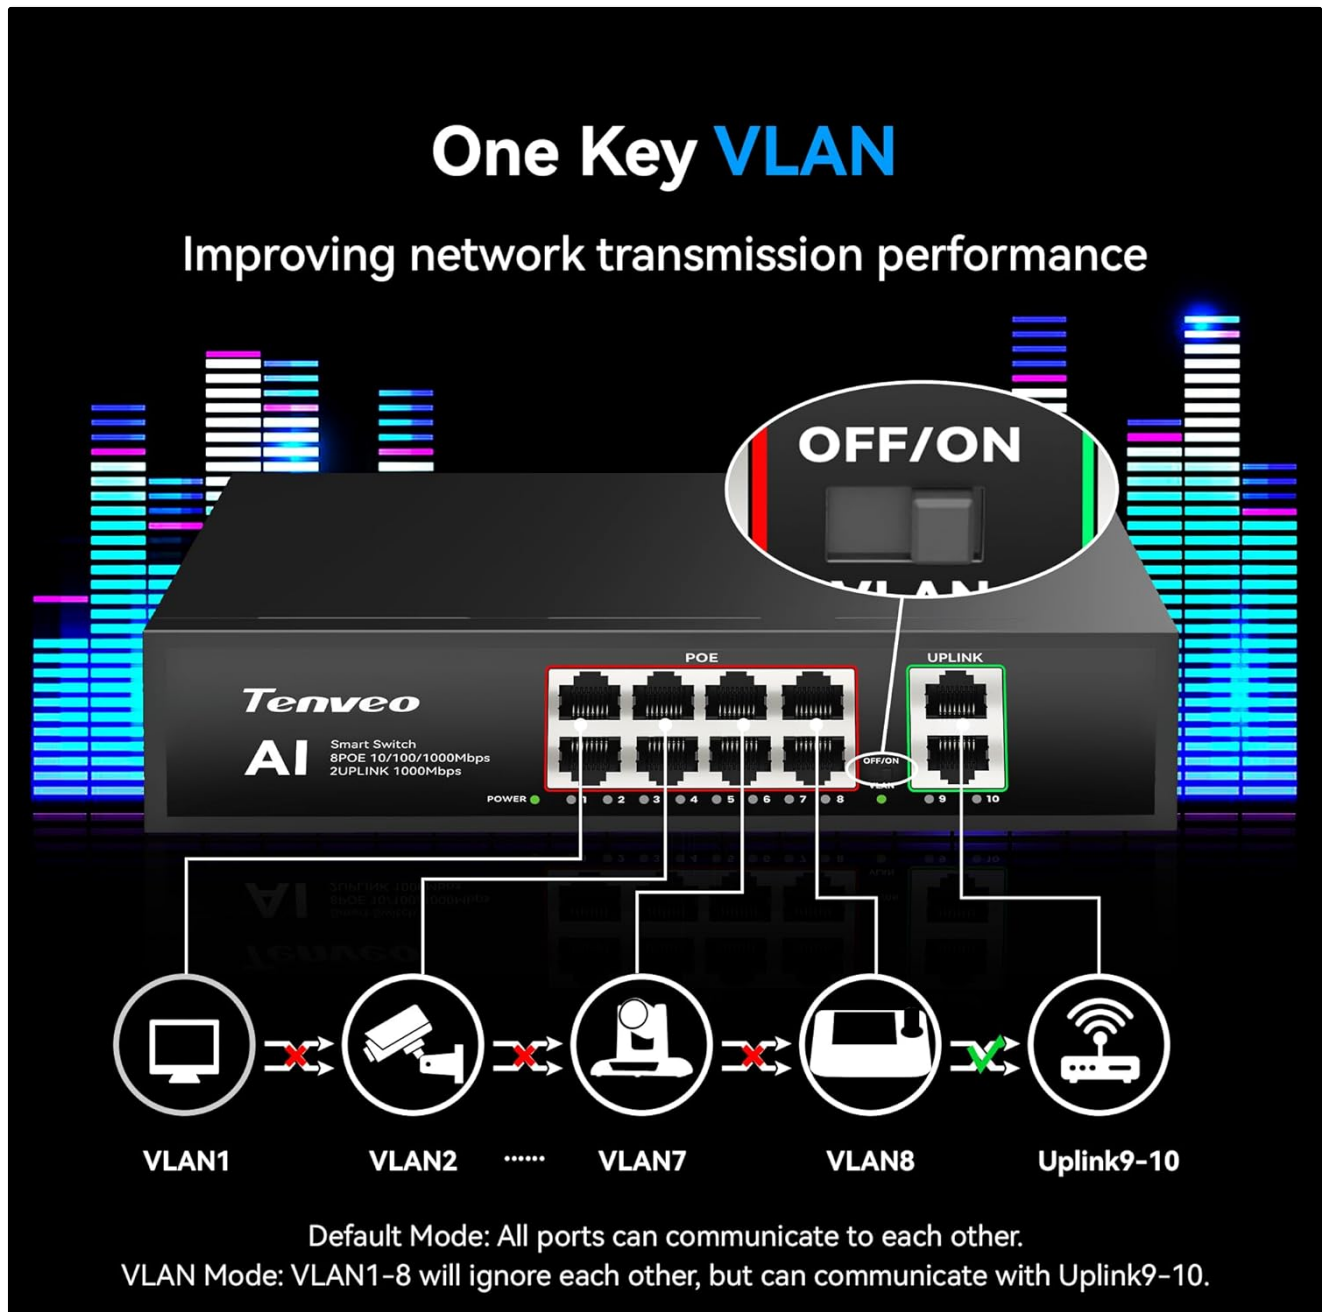 One Key VLAN
Improving network transmission performance
OFF/ON
VLAN
POE
UPLINK
Tenveo
AI
Smart Switch
8POE 10/100/1000Mbps
2UPLINK 1000Mbps
OFF/ON
VLAN
POWER 1 2 3 4 5 6 7 8 9 10
VLAN1
VLAN2
......
VLAN7
VLAN8
Uplink9-10
Default Mode: All ports can communicate to each other.
VLAN Mode: VLAN1-8 will ignore each other, but can communicate with Uplink9-10.